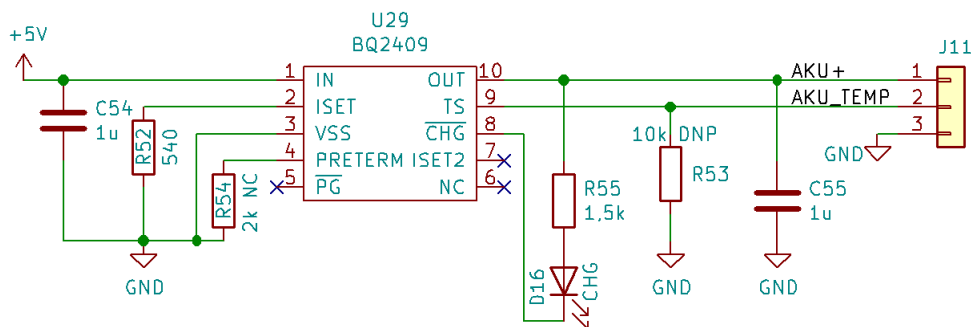 U29
BQ2409
+5V
J11
1 IN OUT 10 AKU+ 1
2 ISET TS 9 AKU_TEMP 2
3 VSS CHG 8 3
4 PRETERM ISET2 7
5 PG NC 6
C54
1u
R52
540
R54
2k NC
10k DNP
R53
GND
R55
1,5k
C55
1u
D16
CHG
GND
GND
GND